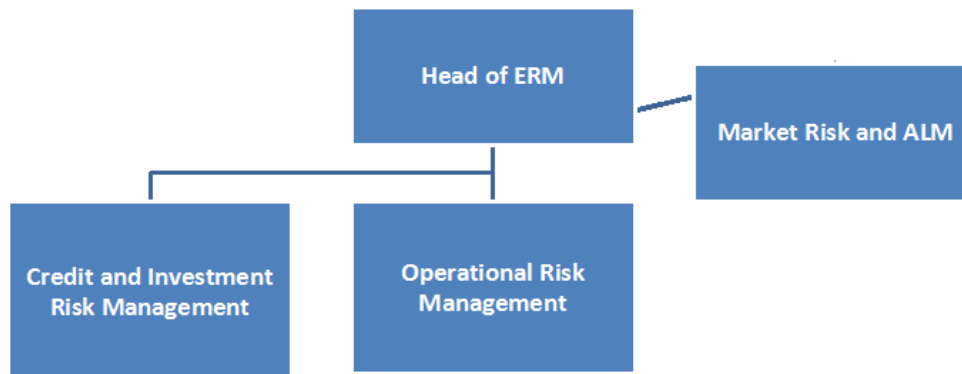 Head of ERM
Market Risk and ALM
Credit and Investment
Risk Management
Operational Risk
Management